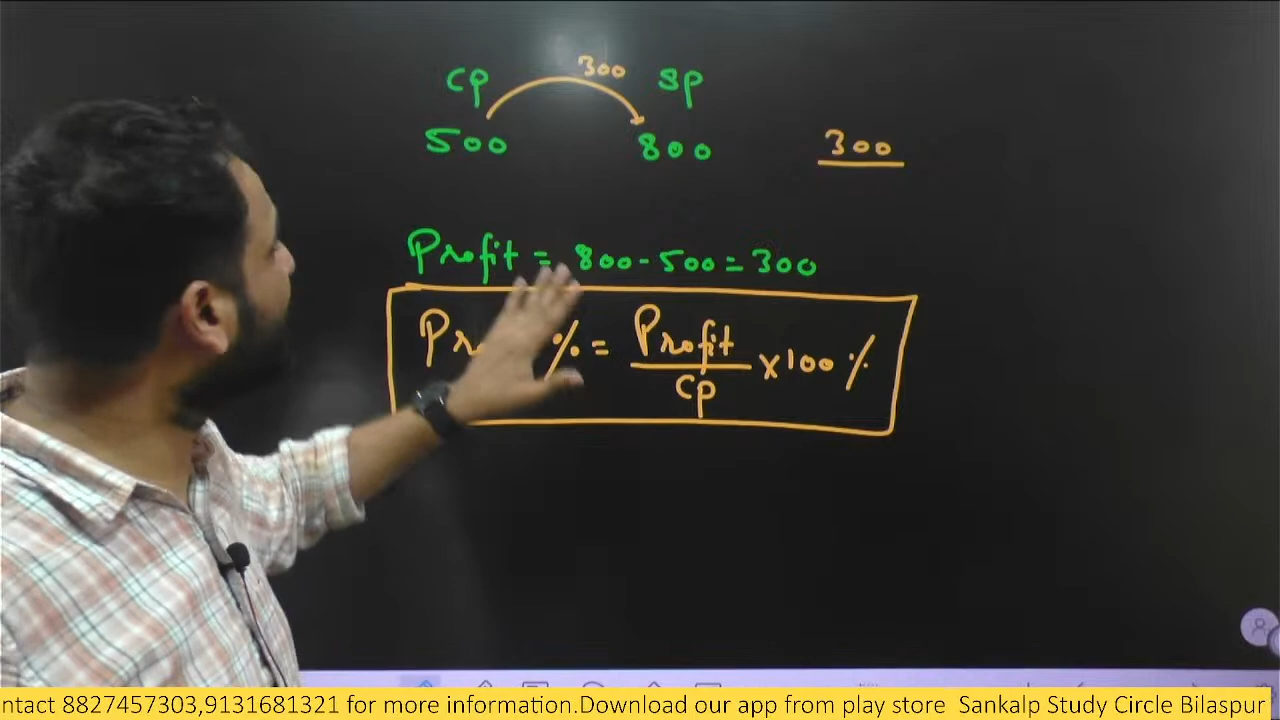 CP 300 SP
500 800 300
Profit = 800 - 500 = 300
% = Profit × 100 %
CP
ntact 8827457303,9131681321 for more information.Download our app from play store Sankalp Study Circle Bilaspur